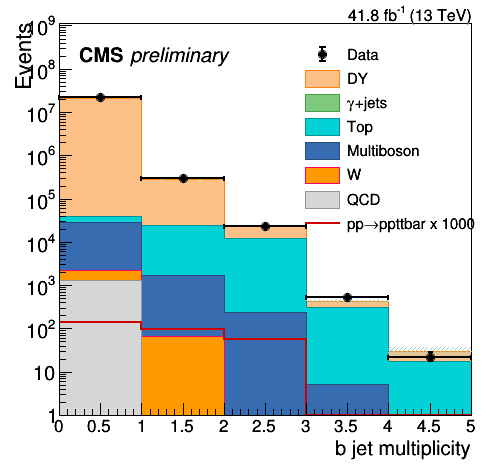 41.8 fb⁻¹ (13 TeV)
Events
CMS preliminary
Data
DY
γ+jets
Top
Multiboson
W
QCD
pp→ppttbar x 1000
10⁹
10⁸
10⁷
10⁶
10⁵
10⁴
10³
10²
10
1
0 0.5 1 1.5 2 2.5 3 3.5 4 4.5 5
b jet multiplicity